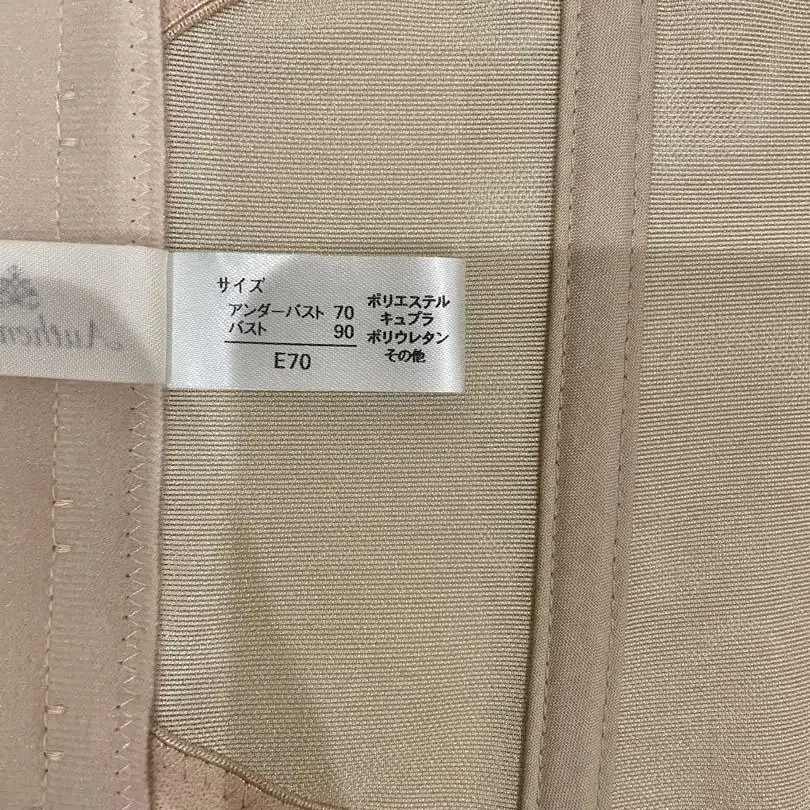 サイズ
アンダーバスト 70
バスト 90
E70
ポリエステル
キュプラ
ポリウレタン
その他